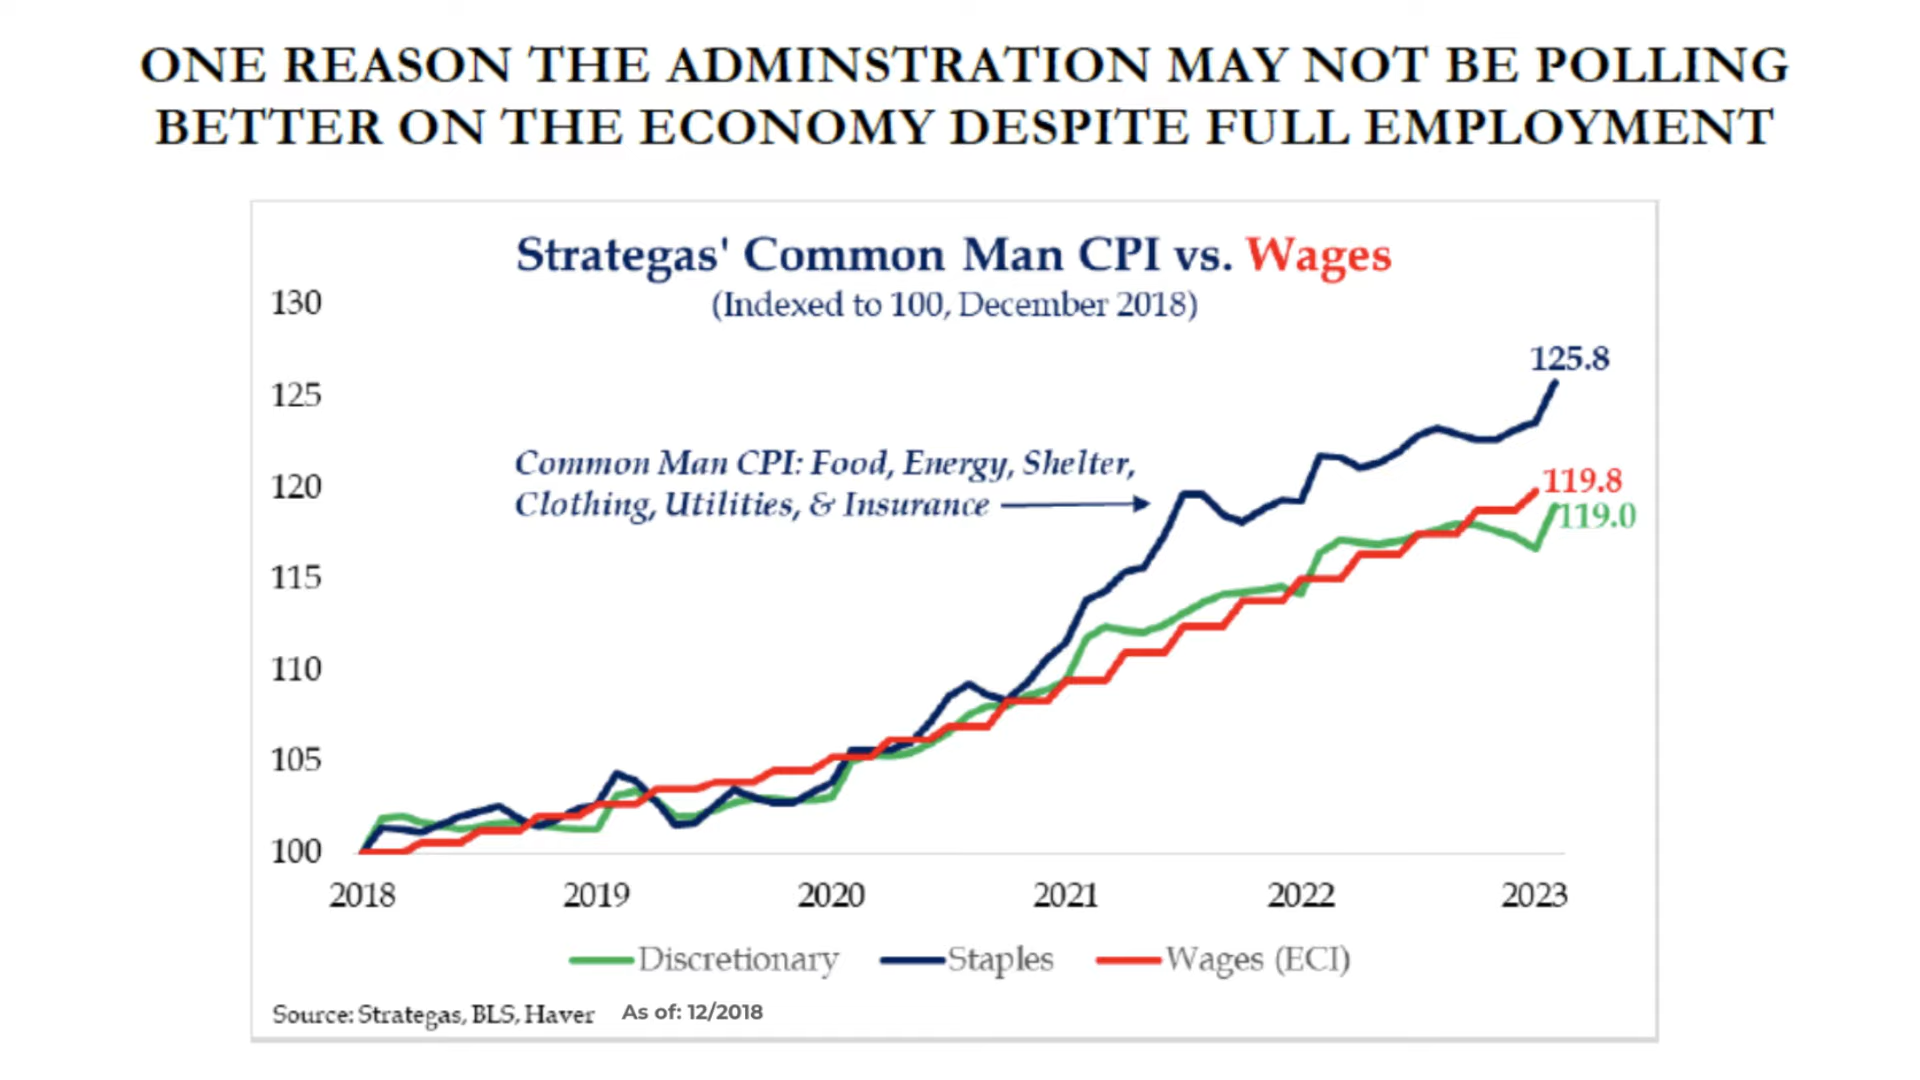 ONE REASON THE ADMINSTRATION MAY NOT BE POLLING
BETTER ON THE ECONOMY DESPITE FULL EMPLOYMENT
Strategas' Common Man CPI vs. Wages
(Indexed to 100, December 2018)
130
125
120
115
110
105
100
125.8
Common Man CPI: Food, Energy, Shelter,
Clothing, Utilities, & Insurance
119.8
119.0
2018 2019 2020 2021 2022 2023
Discretionary Staples Wages (ECI)
Source: Strategas, BLS, Haver As of: 12/2018